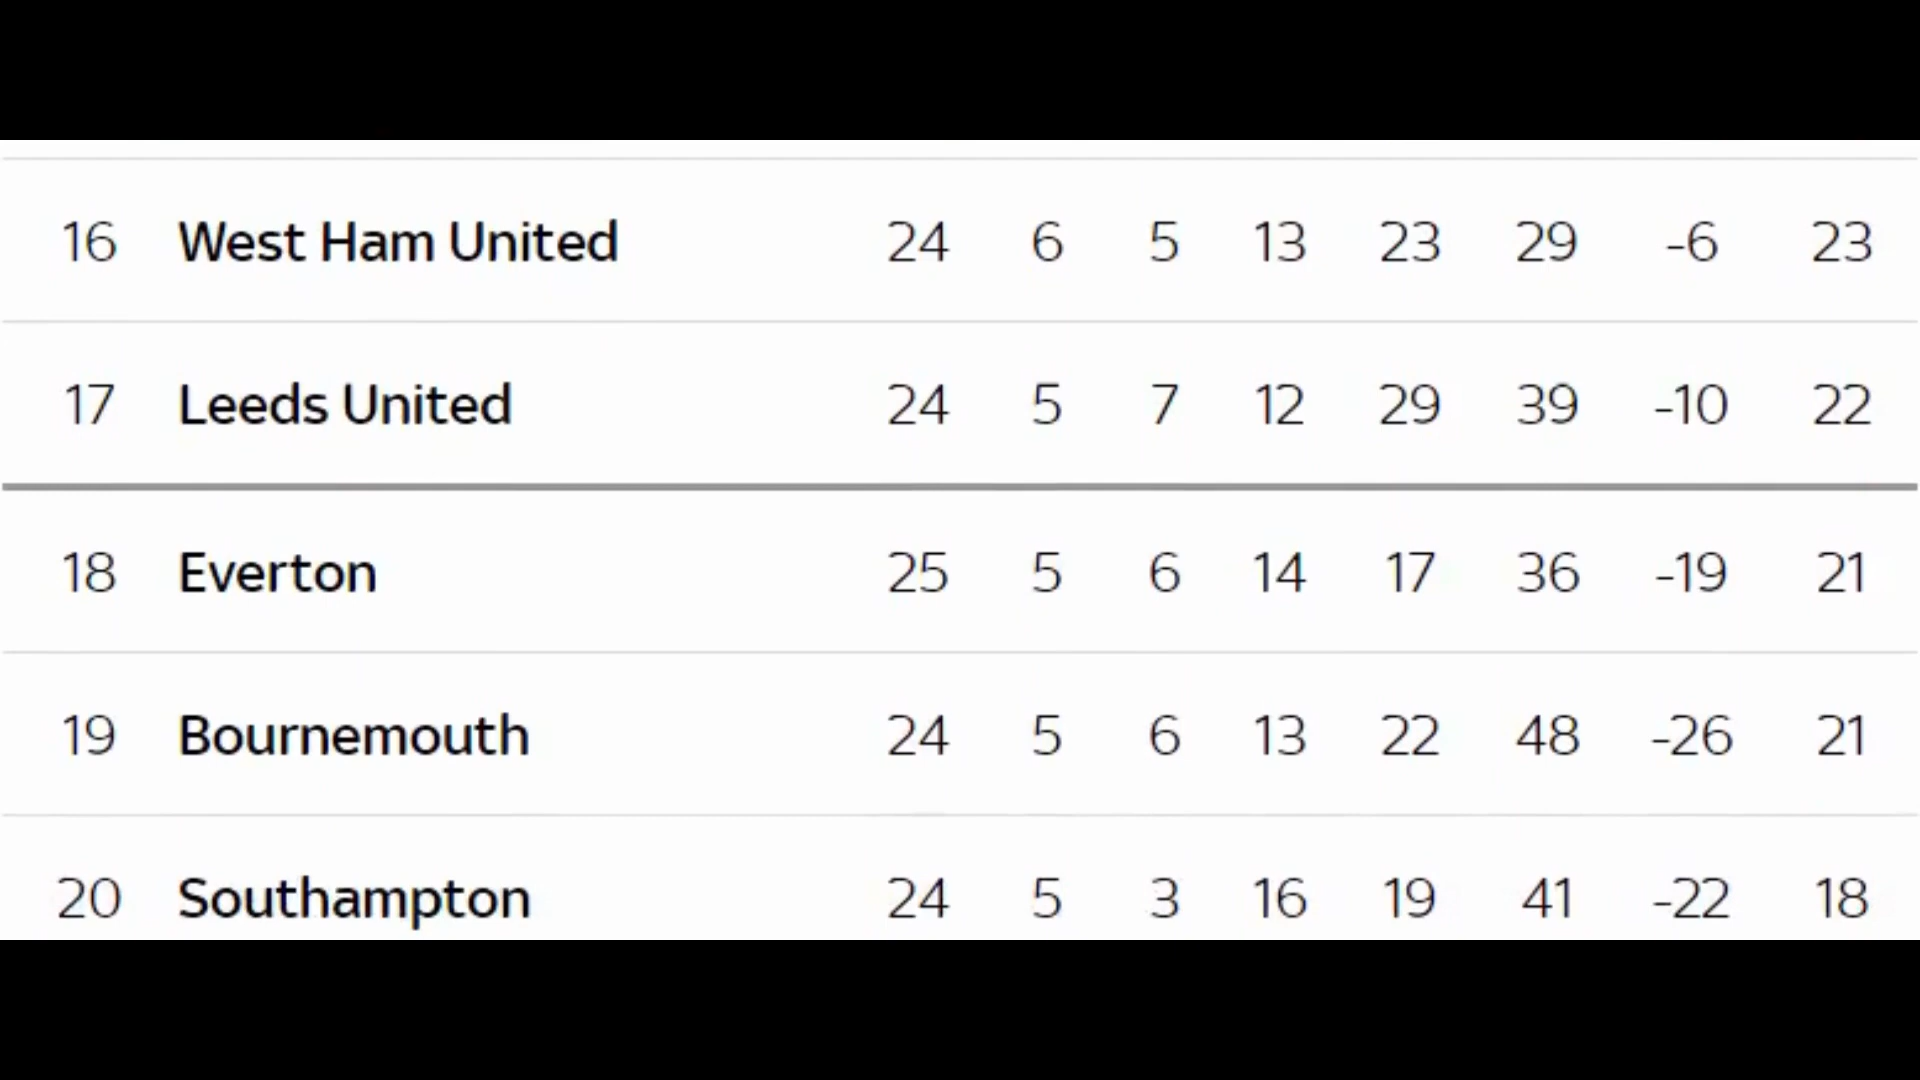 16 West Ham United 24 6 5 13 23 29 -6 23
17 Leeds United 24 5 7 12 29 39 -10 22
18 Everton 25 5 6 14 17 36 -19 21
19 Bournemouth 24 5 6 13 22 48 -26 21
20 Southampton 24 5 3 16 19 41 -22 18